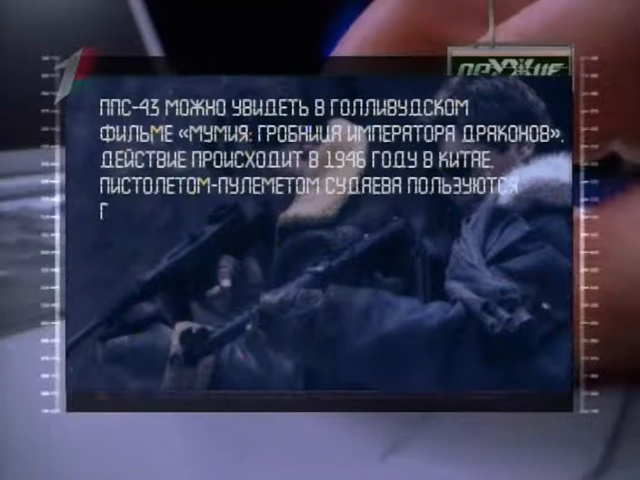 ОРУЖИЕ
ППС-43 МОЖНО УВИДЕТЬ В ГОЛЛИВУДСКОМ
ФИЛЬМЕ «МУМИЯ: ГРОБНИЦА ИМПЕРАТОРА ДРАКОНОВ».
ДЕЙСТВИЕ ПРОИСХОДИТ В 1946 ГОДУ В КИТАЕ.
ПИСТОЛЕТОМ-ПУЛЕМЕТОМ СУДАЕВА ПОЛЬЗУЮТСЯ
Г